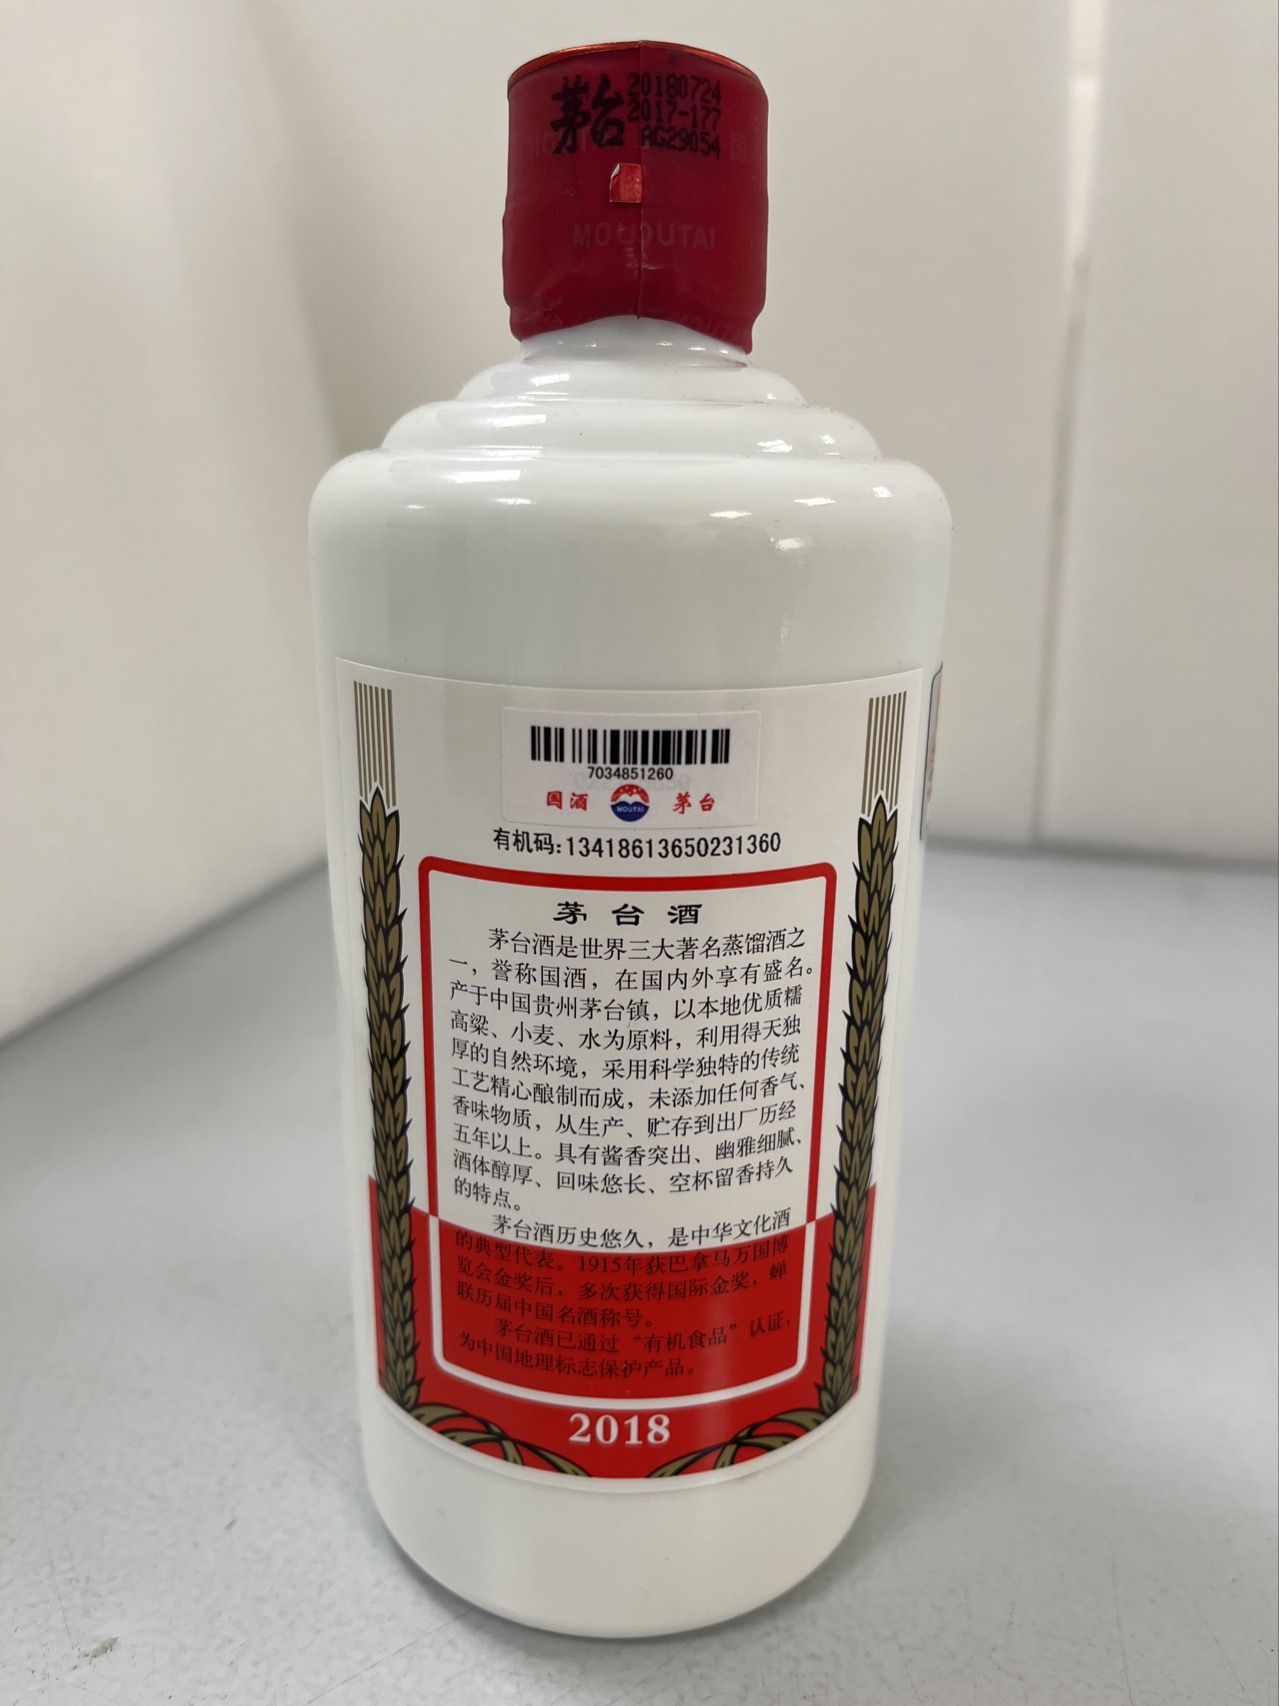 茅台
20180724
2017-177
AG29054
MOUTAI
7034851260
国酒 MOUTAI 茅台
有机码:13418613650231360
茅台酒
茅台酒是世界三大著名蒸馏酒之
一，誉称国酒，在国内外享有盛名。
产于中国贵州茅台镇，以本地优质糯
高粱、小麦、水为原料，利用得天独
厚的自然环境，采用科学独特的传统
工艺精心酿制而成，未添加任何香气、
香味物质，从生产、贮存到出厂历经
五年以上。具有酱香突出、幽雅细腻、
酒体醇厚、回味悠长、空杯留香持久
的特点。
茅台酒历史悠久，是中华文化酒
的典型代表。1915年获巴拿马万国博
览会金奖后，多次获得国际金奖，蝉
联历届中国名酒称号。
茅台酒已通过“有机食品”认证，
为中国地理标志保护产品。
2018